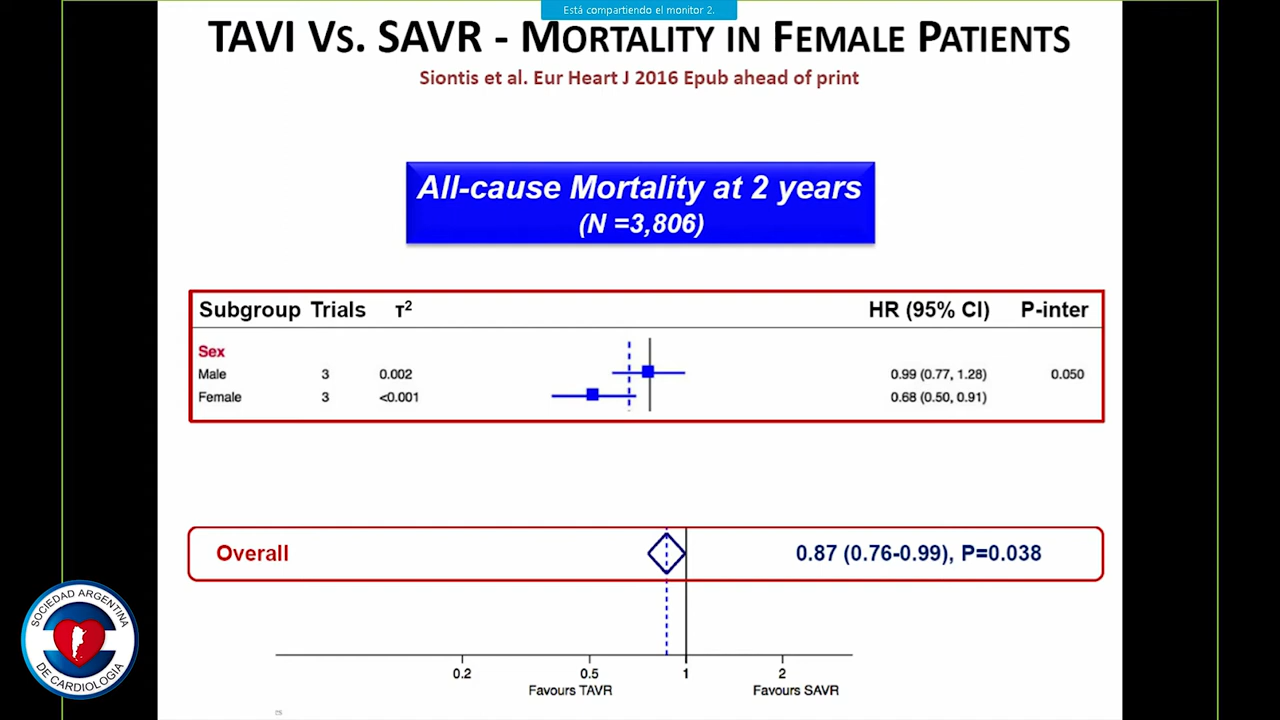 Está compartiendo el monitor 2.
TAVI VS. SAVR - MORTALITY IN FEMALE PATIENTS
Siontis et al. Eur Heart J 2016 Epub ahead of print
All-cause Mortality at 2 years
(N =3,806)
Subgroup Trials τ² HR (95% CI) P-inter
Sex
Male 3 0.002 0.99 (0.77, 1.28) 0.050
Female 3 <0.001 0.68 (0.50, 0.91)
Overall 0.87 (0.76-0.99), P=0.038
0.2 0.5 1 2
Favours TAVR Favours SAVR
SOCIEDAD ARGENTINA
DE CARDIOLOGIA